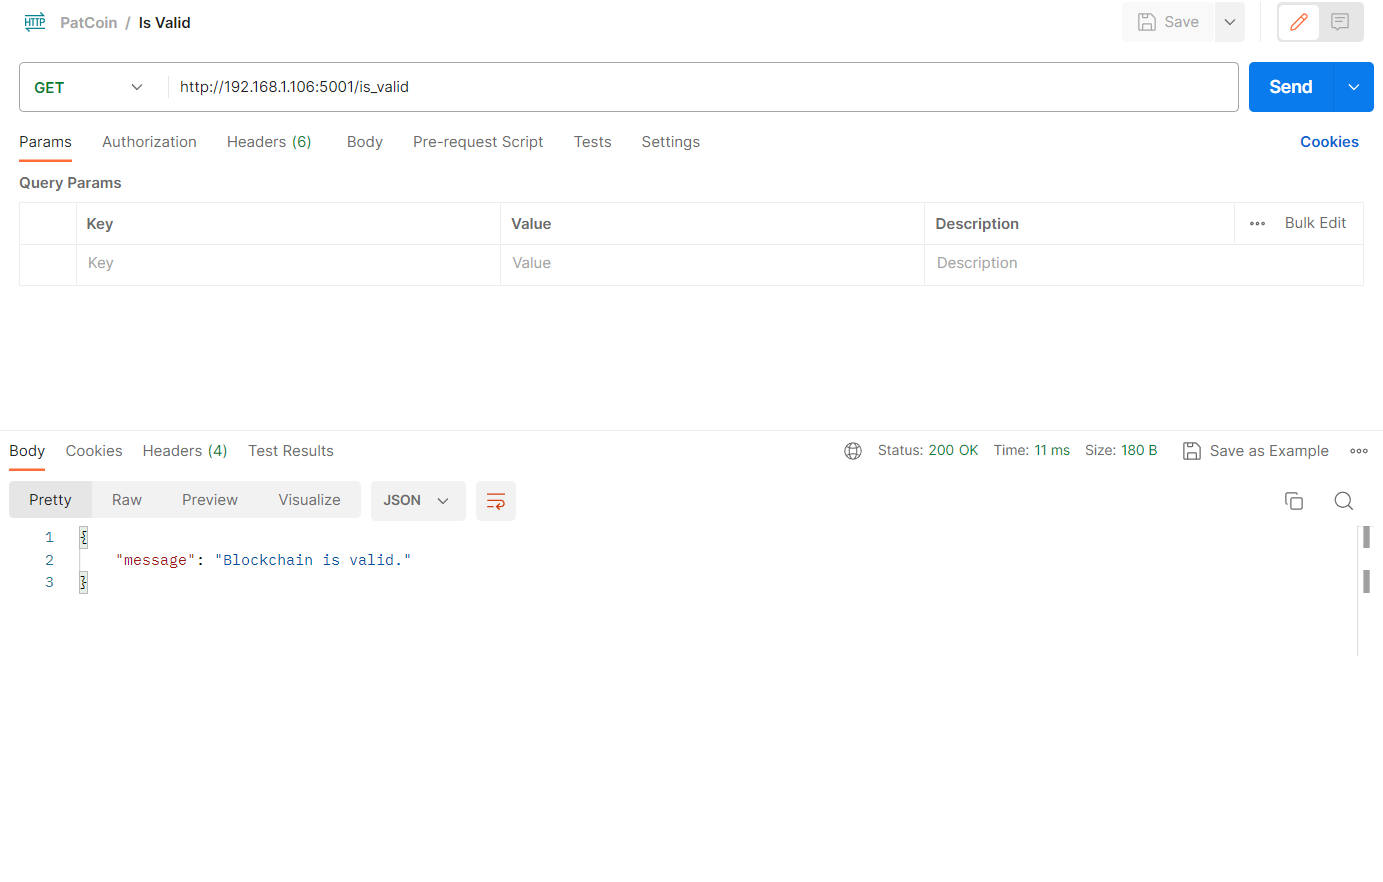 HTTP PatCoin / Is Valid Save
GET http://192.168.1.106:5001/is_valid Send
Params Authorization Headers (6) Body Pre-request Script Tests Settings Cookies
Query Params
Key Value Description Bulk Edit
Key Value Description
Body Cookies Headers (4) Test Results Status: 200 OK Time: 11 ms Size: 180 B Save as Example
Pretty Raw Preview Visualize JSON
1 {
2 "message": "Blockchain is valid."
3 }